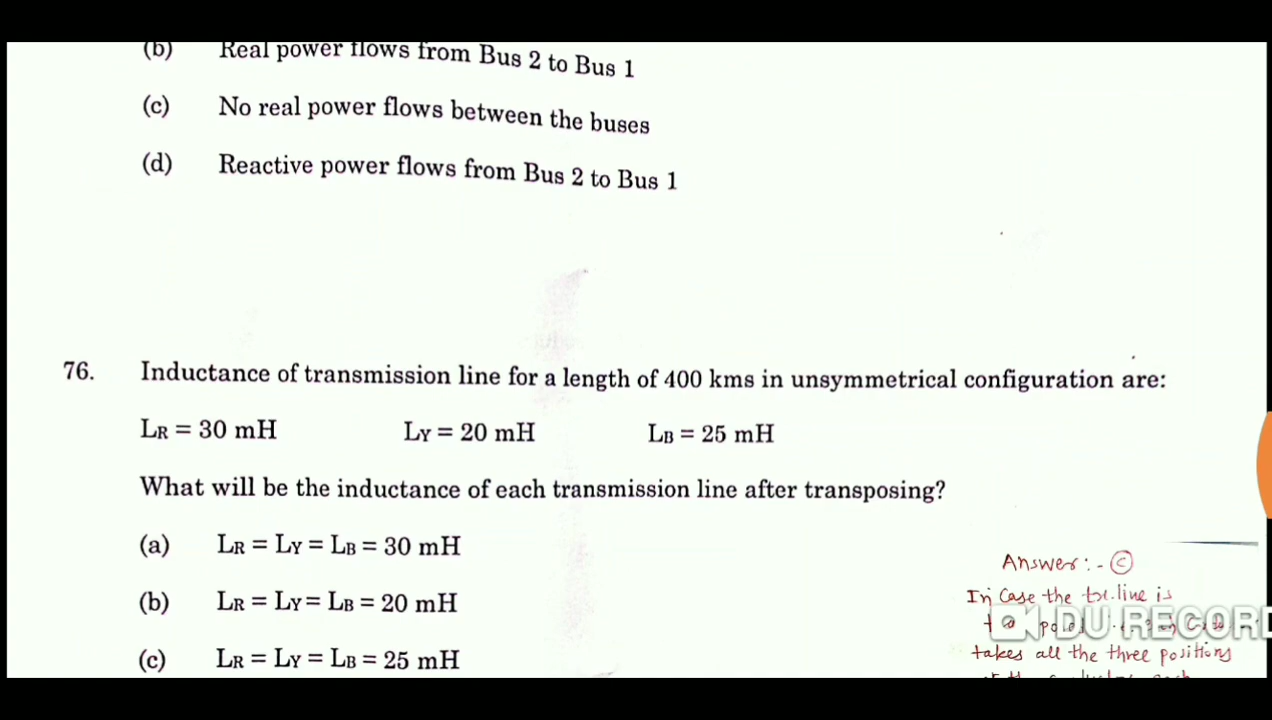 (b) Real power flows from Bus 2 to Bus 1
(c) No real power flows between the buses
(d) Reactive power flows from Bus 2 to Bus 1
76. Inductance of transmission line for a length of 400 kms in unsymmetrical configuration are:
LR = 30 mH LY = 20 mH LB = 25 mH
What will be the inductance of each transmission line after transposing?
(a) LR = LY = LB = 30 mH
(b) LR = LY = LB = 20 mH
(c) LR = LY = LB = 25 mH
Answer:- (c)
In case the line is
DU RECORD
takes all the three positions